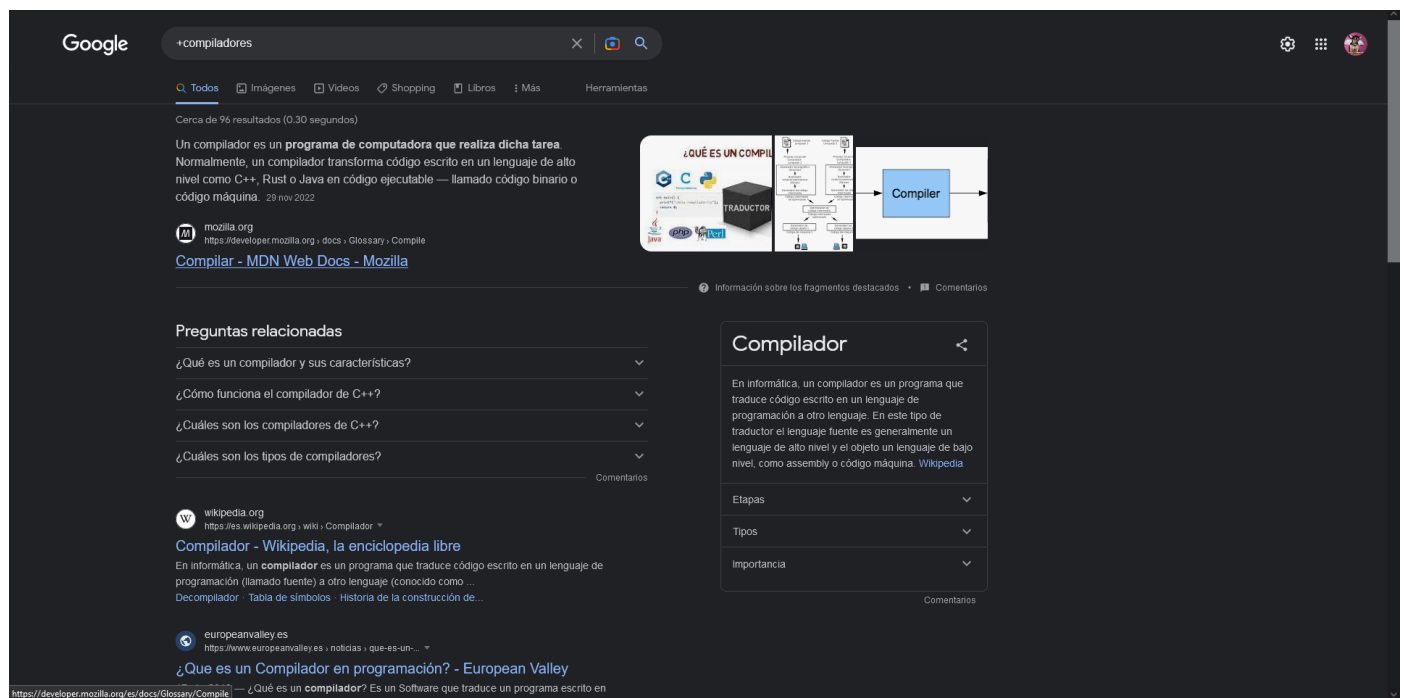 Google
+compiladores
Todos
Imágenes
Videos
Shopping
Libros
Más
Herramientas
Cerca de 96 resultados (0.30 segundos)
Un compilador es un programa de computadora que realiza dicha tarea.
Normalmente, un compilador transforma código escrito en un lenguaje de alto
nivel como C++, Rust o Java en código ejecutable — llamado código binario o
código máquina. 29 nov 2022
mozilla.org
https://developer.mozilla.org › docs › Glossary › Compile
Compilar - MDN Web Docs - Mozilla
¿QUÉ ES UN COMPIL
TRADUCTOR
Java
php
Perl
Compiler
Información sobre los fragmentos destacados
•
Comentarios
Preguntas relacionadas
¿Qué es un compilador y sus características?
¿Cómo funciona el compilador de C++?
¿Cuáles son los compiladores de C++?
¿Cuáles son los tipos de compiladores?
Comentarios
wikipedia.org
https://es.wikipedia.org › wiki › Compilador
Compilador - Wikipedia, la enciclopedia libre
En informática, un compilador es un programa que traduce código escrito en un lenguaje de
programación (llamado fuente) a otro lenguaje (conocido como ...
Decompilador · Tabla de símbolos · Historia de la construcción de...
europeanvalley.es
https://www.europeanvalley.es › noticias › que-es-un-...
¿Que es un Compilador en programación? - European Valley
— ¿Qué es un compilador? Es un Software que traduce un programa escrito en
https://developer.mozilla.org/es/docs/Glossary/Compile
Compilador
En informática, un compilador es un programa que
traduce código escrito en un lenguaje de
programación a otro lenguaje. En este tipo de
traductor el lenguaje fuente es generalmente un
lenguaje de alto nivel y el objeto un lenguaje de bajo
nivel, como assembly o código máquina. Wikipedia
Etapas
Tipos
Importancia
Comentarios